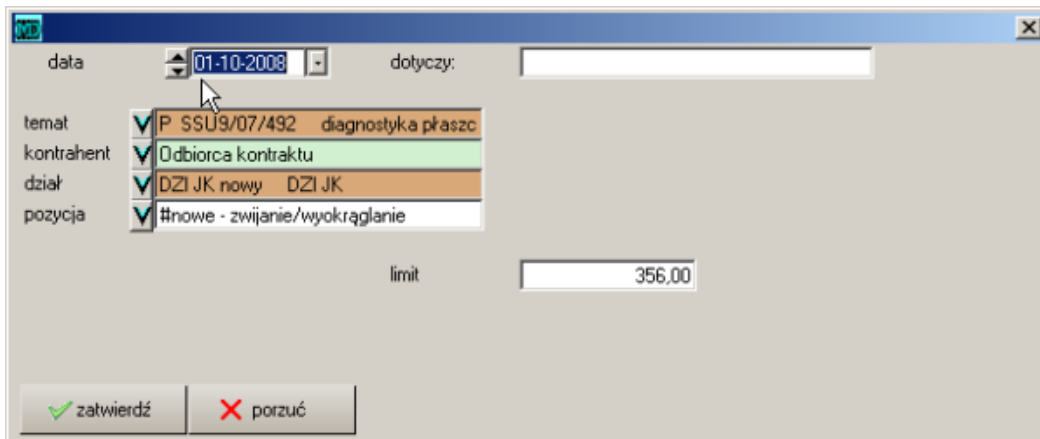 MD
data 01-10-2008 dotyczy:
temat P SSU9/07/492 diagnostyka płaszc
kontrahent Odbiorca kontraktu
dział DZI JK nowy DZI JK
pozycja #nowe - zwijanie/wyokrąglanie
limit 356,00
zatwierdź porzuć